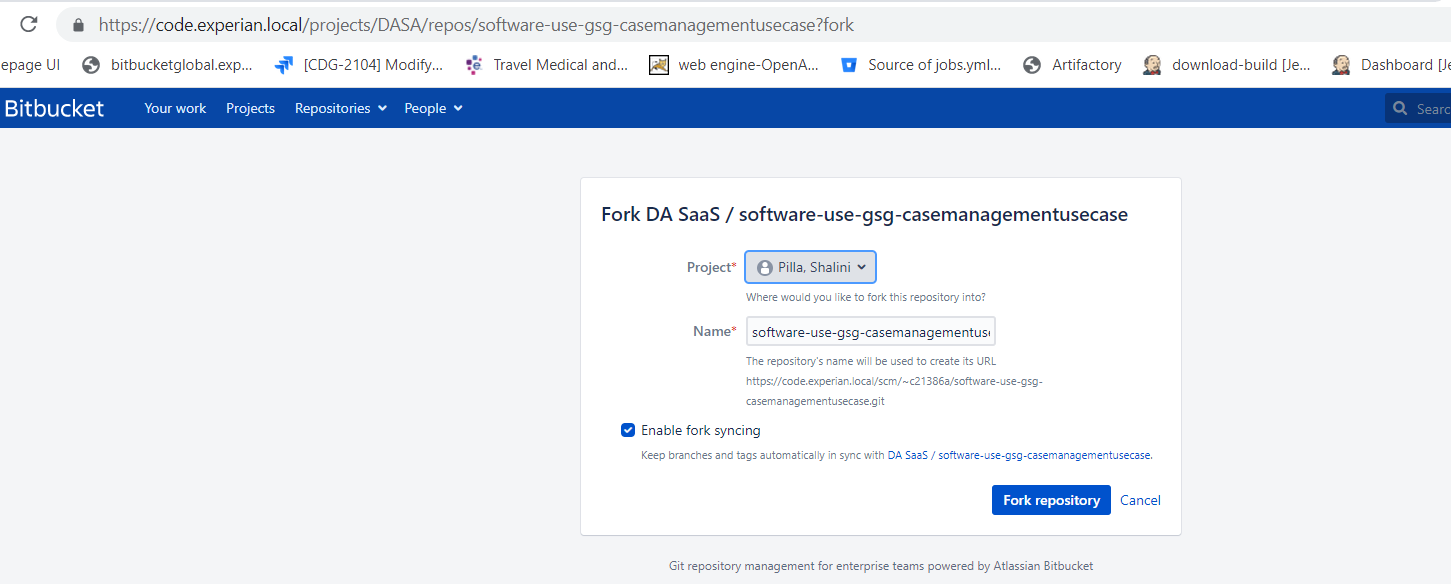 https://code.experian.local/projects/DASA/repos/software-use-gsg-casemanagementusecase?fork
epage UI bitbucketglobal.exp... [CDG-2104] Modify,... Travel Medical and... web engine-OpenA... Source of jobs.yml... Artifactory download-build [Je... Dashboard [Je
Bitbucket Your work Projects Repositories People Searc
Fork DA SaaS / software-use-gsg-casemanagementusecase
Project* Pilla, Shalini
Where would you like to fork this repository into?
Name* software-use-gsg-casemanagementus
The repository's name will be used to create its URL
https://code.experian.local/scm/~c21386a/software-use-gsg-
casemanagementusecase.git
Enable fork syncing
Keep branches and tags automatically in sync with DA SaaS / software-use-gsg-casemanagementusecase.
Fork repository Cancel
Git repository management for enterprise teams powered by Atlassian Bitbucket